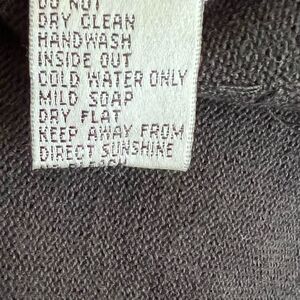 DO NOT
DRY CLEAN
HANDWASH
INSIDE OUT
COLD WATER ONLY
MILD SOAP
DRY FLAT
KEEP AWAY FROM
DIRECT SUNSHINE